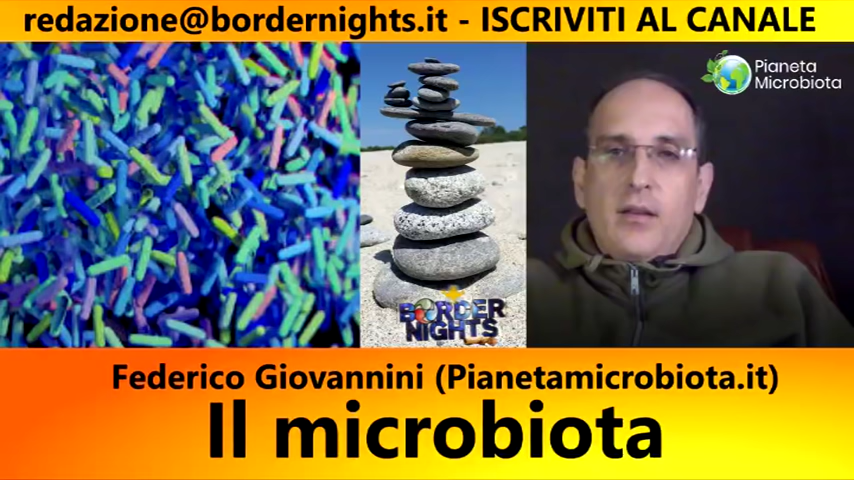 redazione@bordernights.it - ISCRIVITI AL CANALE
Pianeta
Microbiota
BORDER
NIGHTS
Federico Giovannini (Pianetamicrobiota.it)
Il microbiota